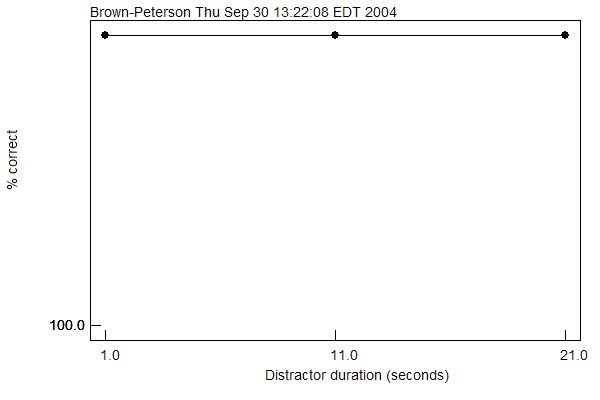 Brown-Peterson Thu Sep 30 13:22:08 EDT 2004
% correct
100.0
1.0 11.0 21.0
Distractor duration (seconds)